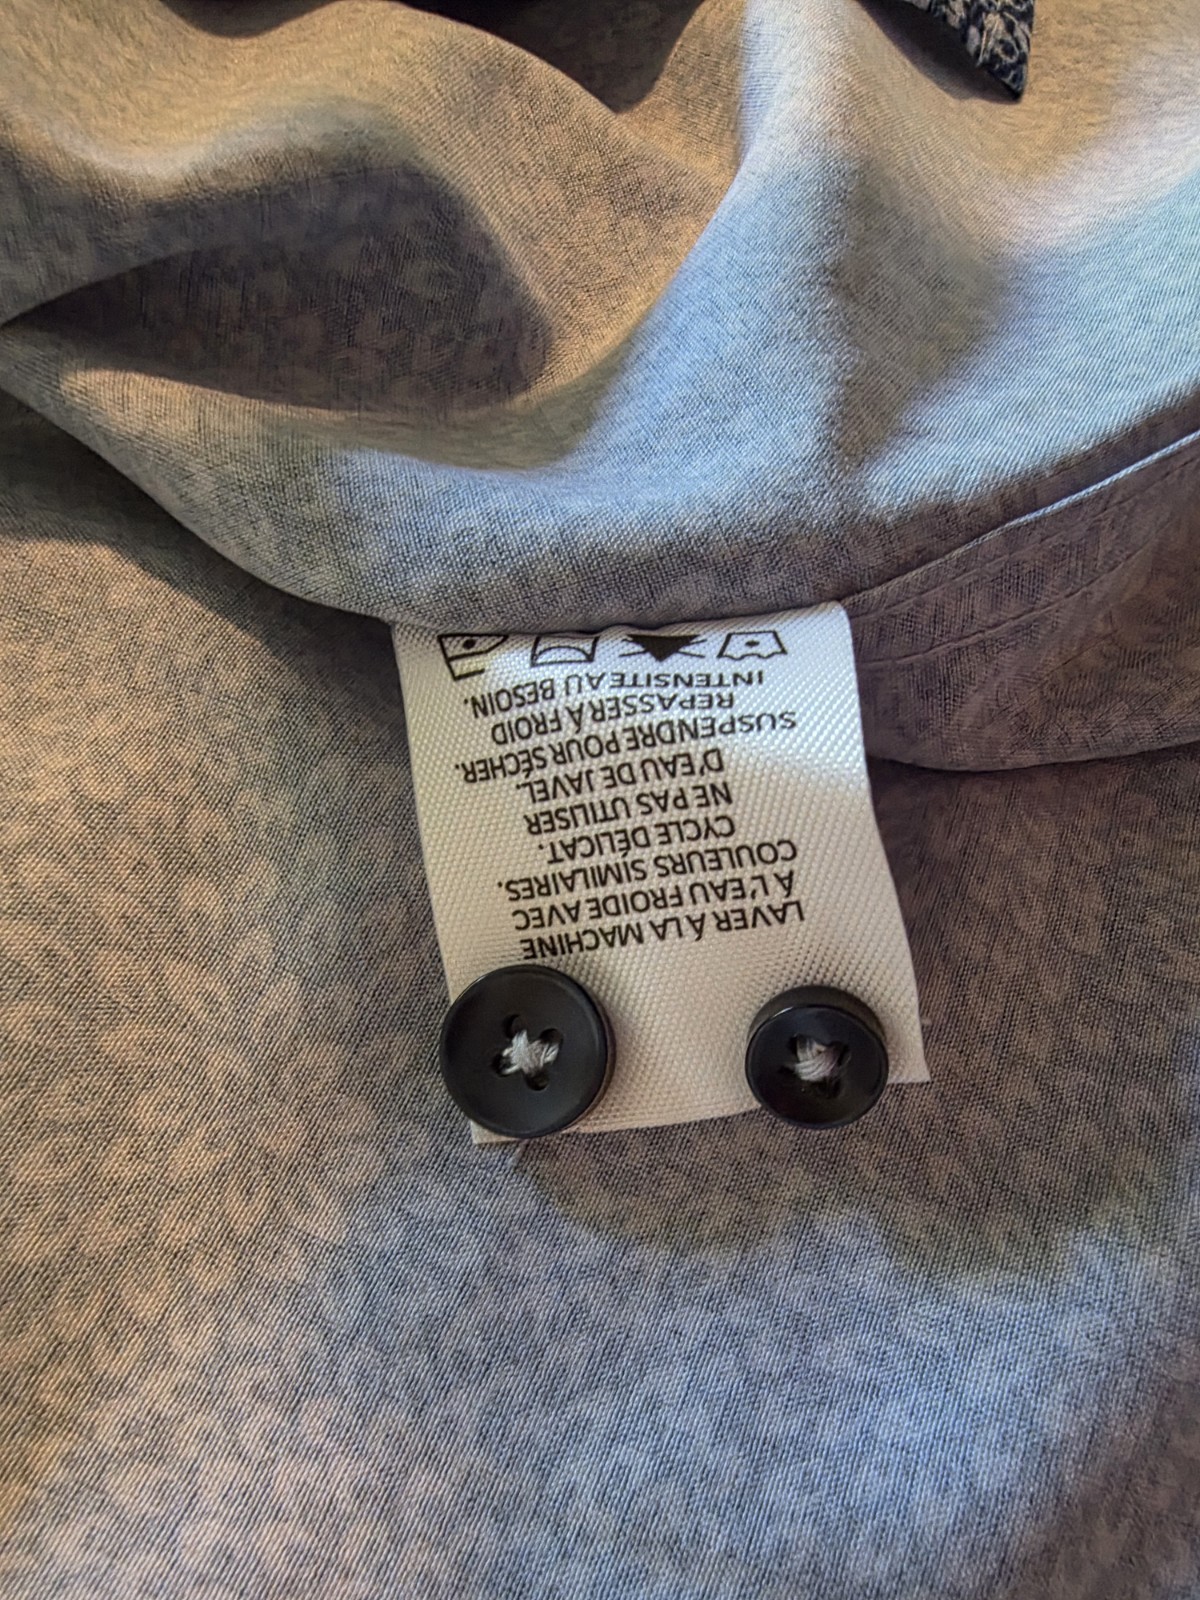 LAVER Á LA MACHINE
Á L'EAU FROIDE AVEC
COULEURS SIMILAIRES.
CYCLE DÉLICAT.
NE PAS UTILISER
D'EAU DE JAVEL.
SUSPENDRE POUR SÉCHER.
REPASSER Á FROID
INTENSITE AU BESOIN.